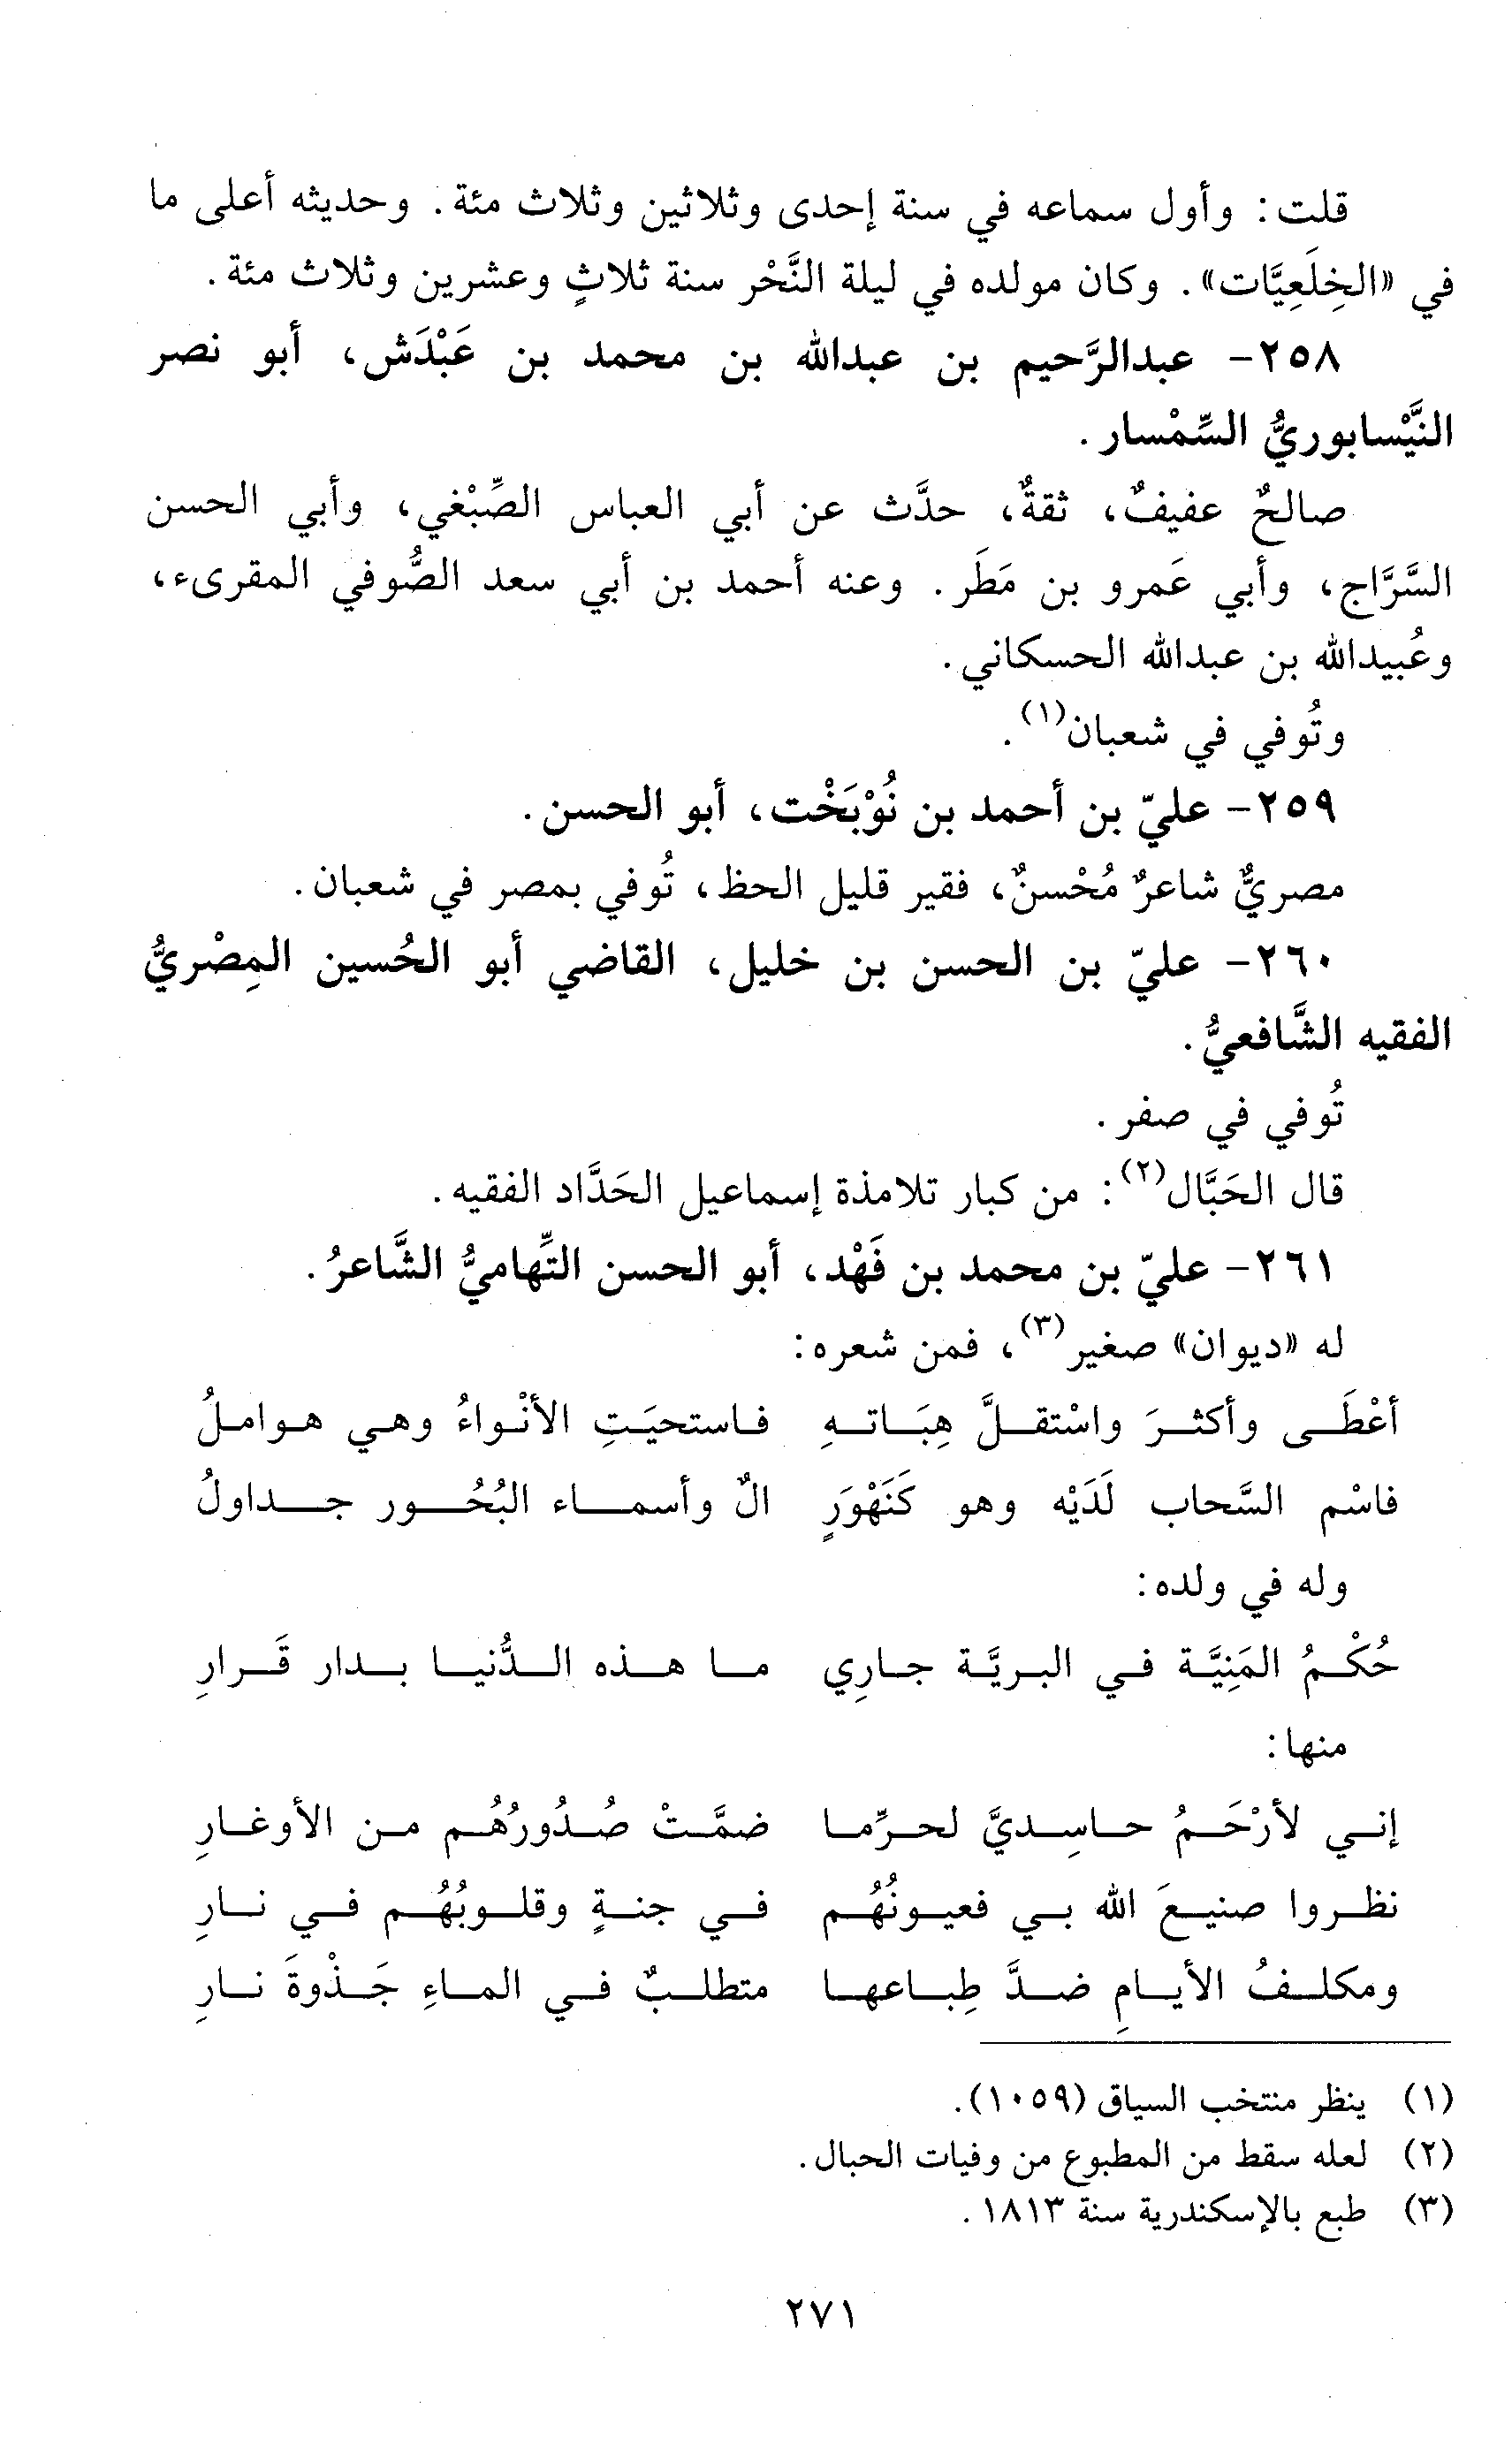 قلت: وأول سماعه في سنة إحدى وثلاثين وثلاث مئة. وحديثه أعلى ما
في «الخِلَعِيَّات». وكان مولده في ليلة النَّحْر سنة ثلاثٍ وعشرين وثلاث مئة.
٢٥٨- عبدالرَّحيم بن عبدالله بن محمد بن عَبْدَش، أبو نصر
النَّيْسابوريُّ السِّمْسار.
صالحٌ عفيفٌ، ثقةٌ، حدَّث عن أبي العباس الصِّبْغي، وأبي الحسن
السَّرَّاج، وأبي عَمرو بن مَطَر. وعنه أحمد بن أبي سعد الصُّوفي المقرىء،
وعُبيدالله بن عبدالله الحسكاني.
وتُوفي في شعبان(١).
٢٥٩- عليّ بن أحمد بن نُوْبَخْت، أبو الحسن.
مصريٌّ شاعرٌ مُحْسنٌ، فقير قليل الحظ، تُوفي بمصر في شعبان.
٢٦٠- عليّ بن الحسن بن خليل، القاضي أبو الحُسين المِصْريُّ
الفقيه الشَّافعيُّ.
تُوفي في صفر.
قال الحَبَّال(٢): من كبار تلامذة إسماعيل الحَدَّاد الفقيه.
٢٦١- عليّ بن محمد بن فَهْد، أبو الحسن التِّهاميُّ الشَّاعرُ.
له «ديوان» صغير(٣)، فمن شعره:
أعْطَى وأكثرَ واسْتقلَّ هِبَاتهِ فاستحيَتِ الأنْواءُ وهي هواملُ
فاسْم السَّحاب لَدَيْه وهو كَنَهْوَرٍ الٌ وأسماء البُحُور جداولُ
وله في ولده:
حُكْمُ المَنِيَّة في البريَّة جارِي ما هذه الدُّنيا بدار قَرارِ
منها:
إني لأرْحَمُ حاسِديَّ لحرِّما ضمَّتْ صُدُورُهُم من الأوغارِ
نظروا صنيعَ الله بي فعيونُهُم في جنةٍ وقلوبُهُم في نارِ
ومكلفُ الأيامِ ضدَّ طِباعها متطلبٌ في الماءِ جَذْوةَ نارِ
(١) ينظر منتخب السياق (١٠٥٩).
(٢) لعله سقط من المطبوع من وفيات الحبال.
(٣) طبع بالإسكندرية سنة ١٨١٣.
٢٧١